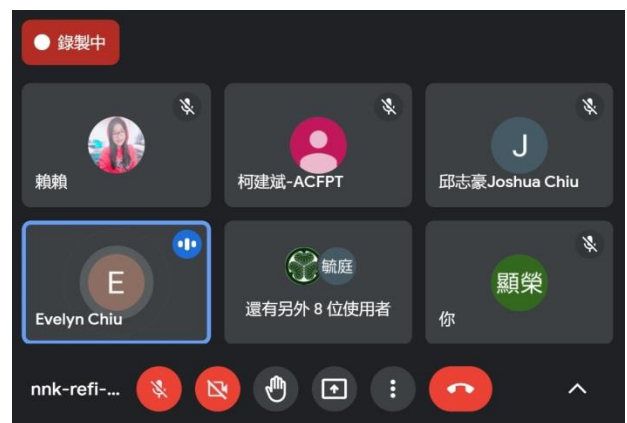 錄製中
賴賴
柯建斌-ACFPT
J
邱志豪Joshua Chiu
E
Evelyn Chiu
毓庭
還有另外 8 位使用者
顯榮
你
nnk-refi-...